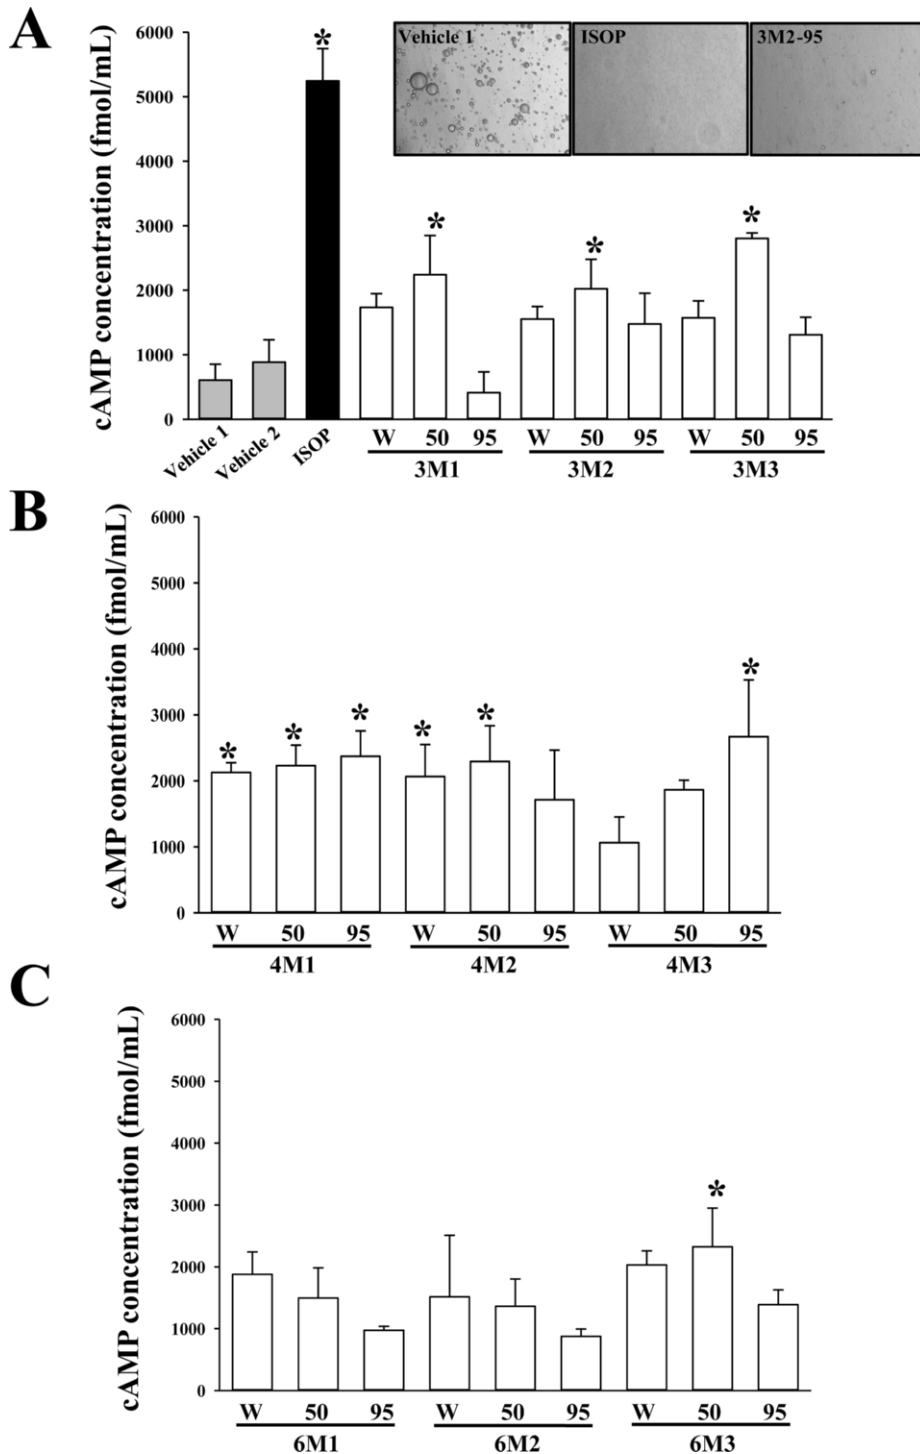 A
cAMP concentration (fmol/mL)
6000
5000
4000
3000
2000
1000
0
Vehicle 1
ISOP
3M2-95
*
*
*
*
Vehicle 1
Vehicle 2
ISOP
W 50 95
W 50 95
W 50 95
3M1
3M2
3M3
B
cAMP concentration (fmol/mL)
6000
5000
4000
3000
2000
1000
0
*
*
*
*
*
*
W 50 95
W 50 95
W 50 95
4M1
4M2
4M3
C
cAMP concentration (fmol/mL)
6000
5000
4000
3000
2000
1000
0
*
W 50 95
W 50 95
W 50 95
6M1
6M2
6M3